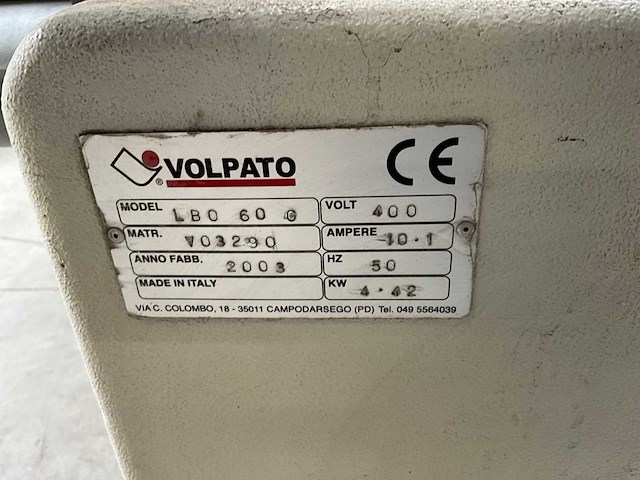 VOLPATO CE
®
MODEL LBO 60 G VOLT 400
MATR. V03290 AMPERE 10.1
ANNO FABB. 2003 HZ 50
MADE IN ITALY KW 4.42
VIA C. COLOMBO, 18 - 35011 CAMPODARSEGO (PD) Tel. 049 5564039